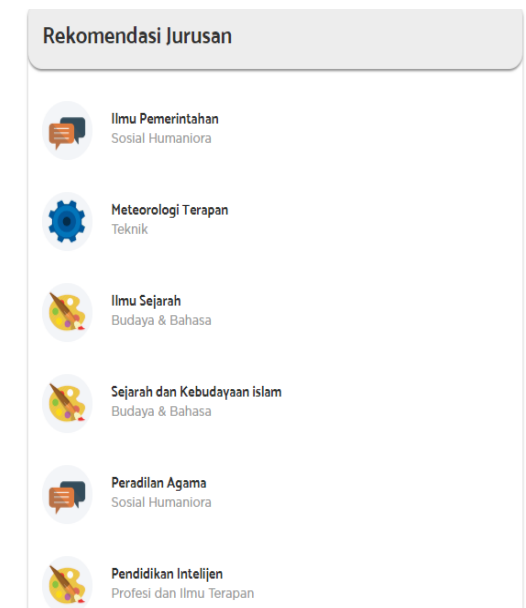 Rekomendasi Jurusan
Ilmu Pemerintahan
Sosial Humaniora
Meteorologi Terapan
Teknik
Ilmu Sejarah
Budaya & Bahasa
Sejarah dan Kebudayaan islam
Budaya & Bahasa
Peradilan Agama
Sosial Humaniora
Pendidikan Intelijen
Profesi dan Ilmu Terapan